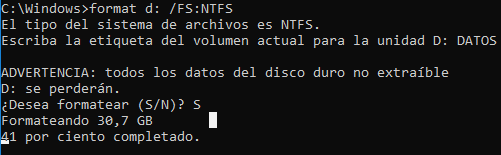 C:\Windows>format d: /FS:NTFS
El tipo del sistema de archivos es NTFS.
Escriba la etiqueta del volumen actual para la unidad D: DATOS
ADVERTENCIA: todos los datos del disco duro no extraíble
D: se perderán.
¿Desea formatear (S/N)? S
Formateando 30,7 GB
41 por ciento completado.